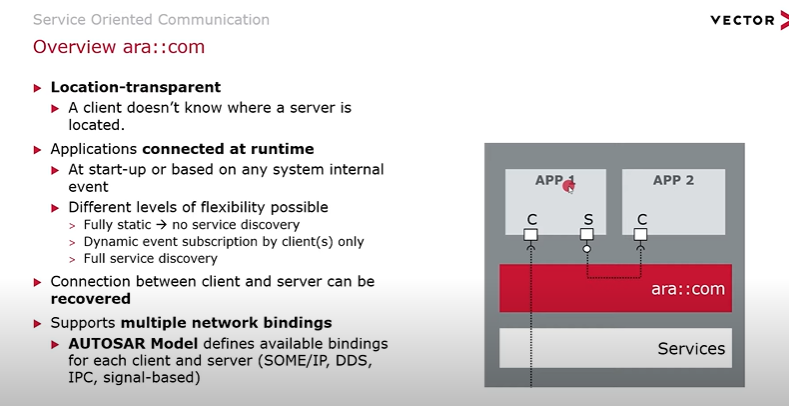 Service Oriented Communication
VECTOR
Overview ara::com
Location-transparent
A client doesn't know where a server is
located.
Applications connected at runtime
At start-up or based on any system internal
event
Different levels of flexibility possible
> Fully static → no service discovery
> Dynamic event subscription by client(s) only
> Full service discovery
Connection between client and server can be
recovered
Supports multiple network bindings
AUTOSAR Model defines available bindings
for each client and server (SOME/IP, DDS,
IPC, signal-based)
APP 1
APP 2
C
S
C
ara::com
Services